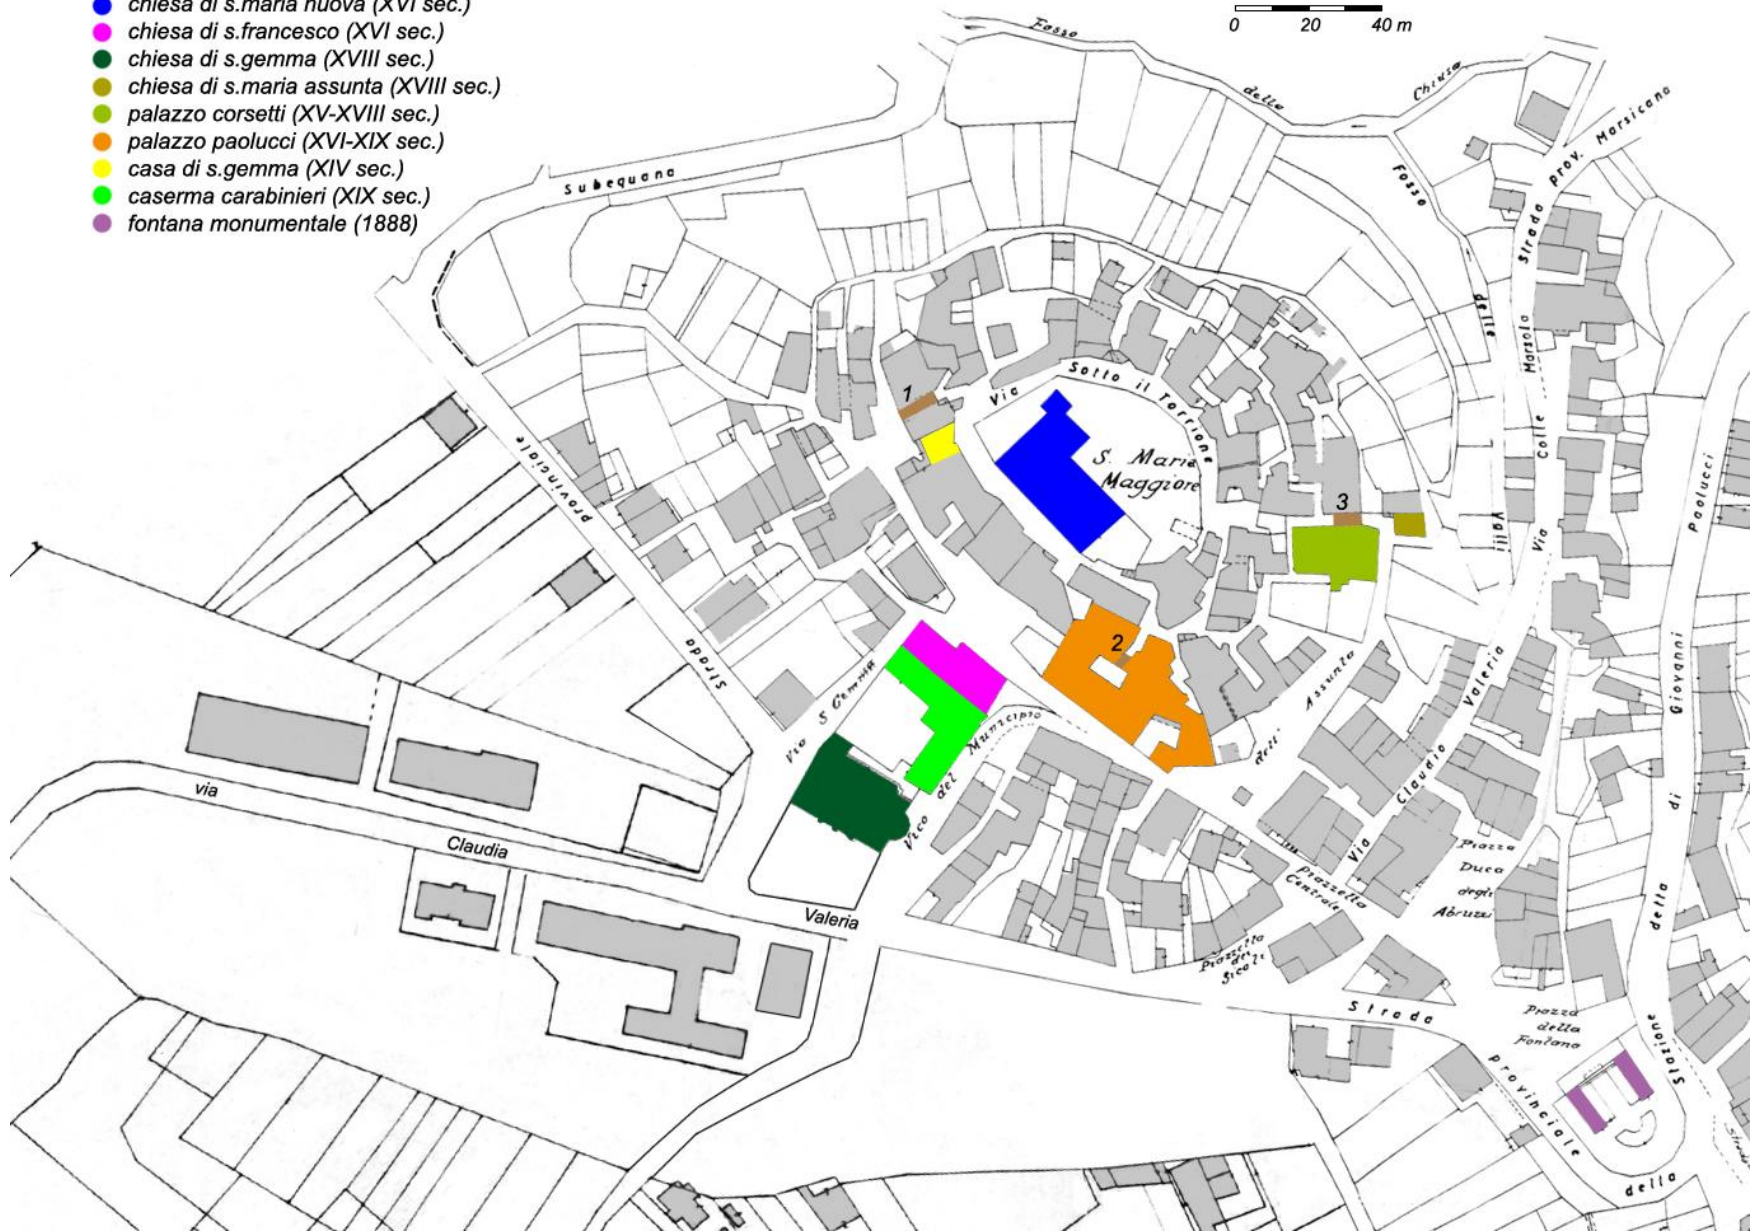 chiesa di s.maria nuova (XVI sec.)
chiesa di s.francesco (XVI sec.)
chiesa di s.gemma (XVIII sec.)
chiesa di s.maria assunta (XVIII sec.)
palazzo corsetti (XV-XVIII sec.)
palazzo paolucci (XVI-XIX sec.)
casa di s.gemma (XIV sec.)
caserma carabinieri (XIX sec.)
fontana monumentale (1888)
0 20 40 m
Fosso
della
Chiusa
Strada prov. Marsicana
Subequana
Fosso
delle
Valli
1
Via Sotto il Torrione
S. Maria
Maggiore
3
Via Colle Marsola
Strada provinciale
2
Via S Gemma
Vico del Municipio
dell' Assunta
Via Claudio Valeria
della Stazione
di Giovanni Paolucci
via
Claudia
Valeria
Piazza
Duca
degli
Abruzzi
Piazzetta
Centrale
Piazzetta
dei
Sicoli
Strada
provinciale
della
Piazza
della
Fontana